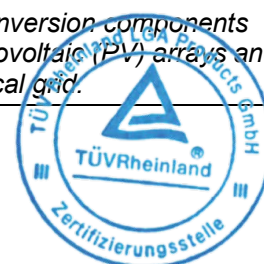 nversion components
ovoltaic (PV) arrays an
cal grid.
TÜV Rheinland LGA Products GmbH
TÜVRheinland®
Zertifizierungsstelle